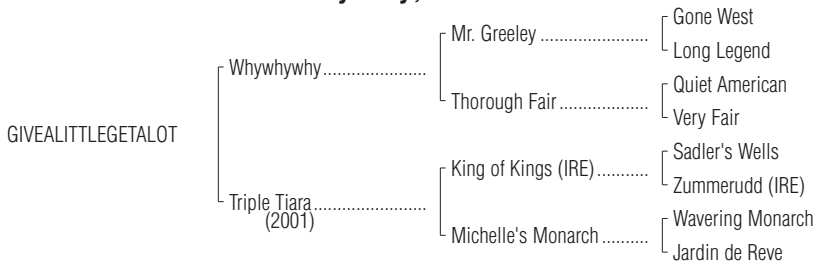 Gone West
Mr. Greeley .......................
Long Legend
Whywhywhy......................
Quiet American
Thorough Fair...................
Very Fair
GIVEALITTLEGETALOT
Sadler's Wells
King of Kings (IRE)...........
Zummerudd (IRE)
Triple Tiara........................
(2001)
Wavering Monarch
Michelle's Monarch..........
Jardin de Reve